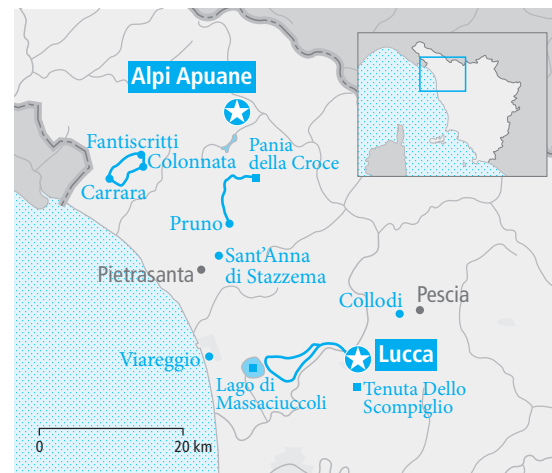 Alpi Apuane
Fantiscritti
Colonnata
Carrara
Pania
della Croce
Pruno
Sant'Anna
di Stazzema
Pietrasanta
Collodi
Pescia
Viareggio
Lucca
Lago di
Massaciuccoli
Tenuta Dello
Scompiglio
0
20 km